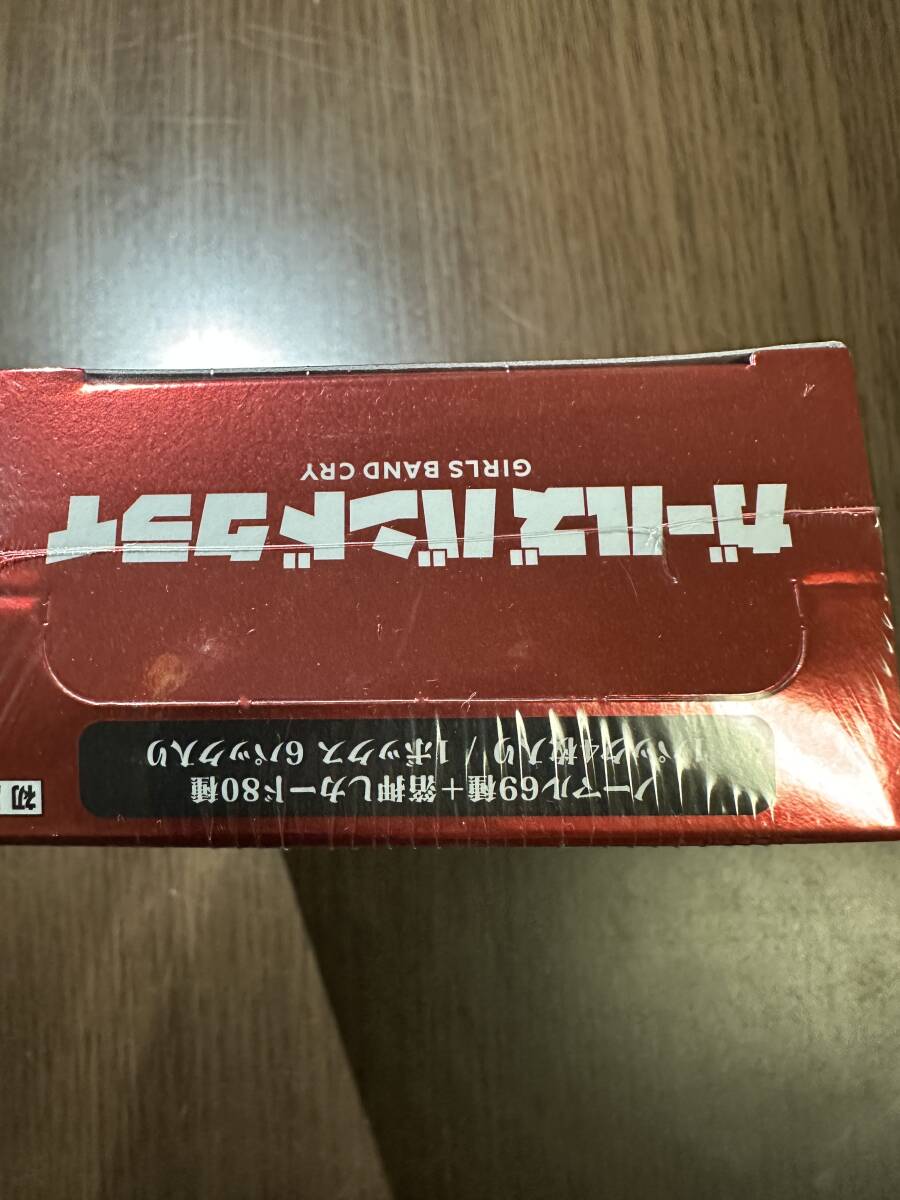 ノーマル69種＋箔押しカード80種
1パック4枚入り / 1ボックス 6パック入り
ガールズバンドクライ
GIRLS BAND CRY
初